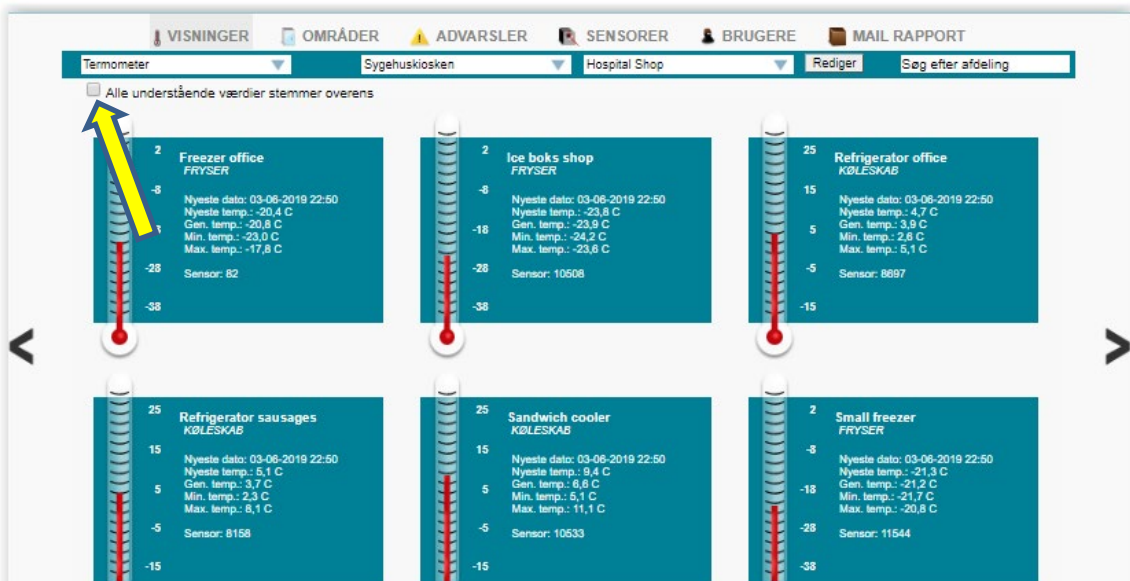 VISNINGER OMRÅDER ADVARSLER SENSORER BRUGERE MAIL RAPPORT
Termometer Sygehuskiosken Hospital Shop Rediger Søg efter afdeling
Alle understående værdier stemmer overens
Freezer office
FRYSER
Nyeste dato: 03-06-2019 22:50
Nyeste temp.: -20,4 C
Gen. temp.: -20,8 C
Min. temp.: -23,0 C
Max. temp.: -17,8 C
Sensor: 82
2
-8
-28
-38
Ice boks shop
FRYSER
Nyeste dato: 03-06-2019 22:50
Nyeste temp.: -23,8 C
Gen. temp.: -23,9 C
Min. temp.: -24,2 C
Max. temp.: -23,6 C
Sensor: 10508
2
-8
-18
-28
-38
Refrigerator office
KØLESKAB
Nyeste dato: 03-06-2019 22:50
Nyeste temp.: 4,7 C
Gen. temp.: 3,9 C
Min. temp.: 2,6 C
Max. temp.: 5,1 C
Sensor: 8697
25
15
5
-5
-15
Refrigerator sausages
KØLESKAB
Nyeste dato: 03-06-2019 22:50
Nyeste temp.: 5,1 C
Gen. temp.: 3,7 C
Min. temp.: 2,3 C
Max. temp.: 8,1 C
Sensor: 8158
25
15
5
-5
-15
Sandwich cooler
KØLESKAB
Nyeste dato: 03-06-2019 22:50
Nyeste temp.: 9,4 C
Gen. temp.: 6,6 C
Min. temp.: 5,1 C
Max. temp.: 11,1 C
Sensor: 10533
25
15
5
-5
-15
Small freezer
FRYSER
Nyeste dato: 03-06-2019 22:50
Nyeste temp.: -21,3 C
Gen. temp.: -21,2 C
Min. temp.: -21,7 C
Max. temp.: -20,8 C
Sensor: 11544
2
-8
-18
-28
-38